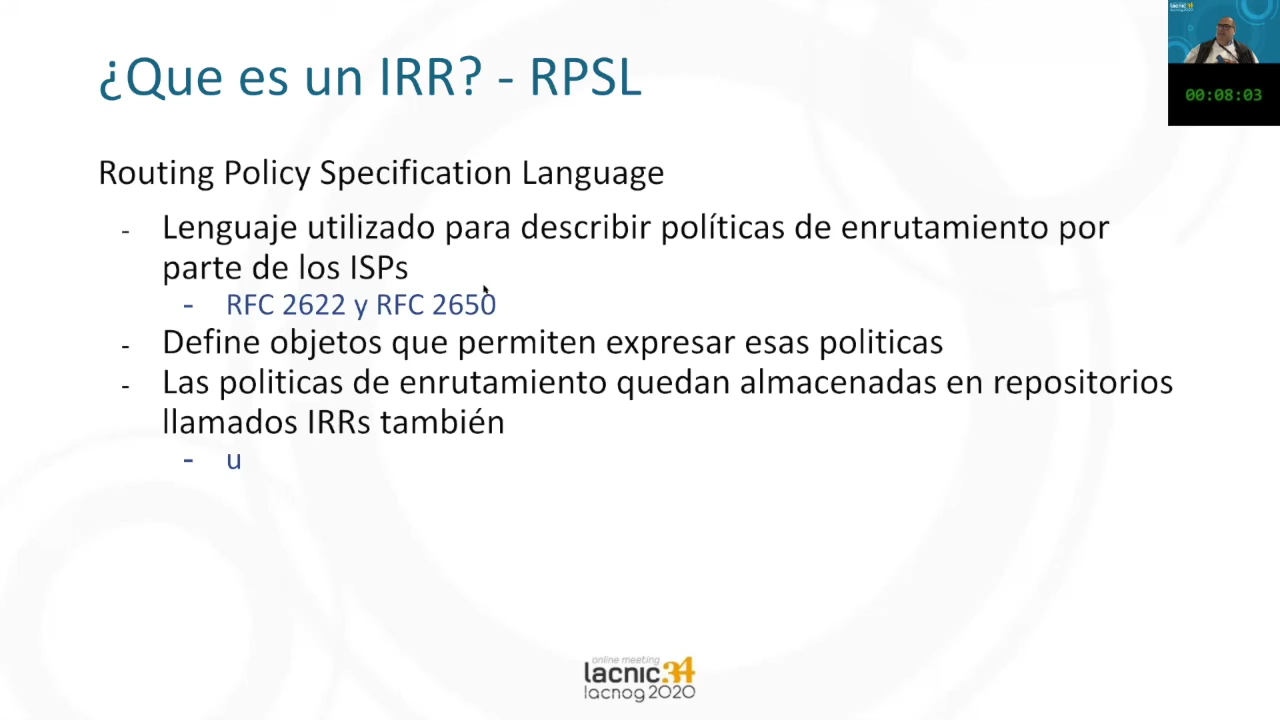 ¿Que es un IRR? - RPSL
lacnic 34
00:08:03
Routing Policy Specification Language
- Lenguaje utilizado para describir políticas de enrutamiento por
parte de los ISPs
- RFC 2622 y RFC 2650
- Define objetos que permiten expresar esas politicas
- Las politicas de enrutamiento quedan almacenadas en repositorios
llamados IRRs también
- u
online meeting
lacnic 34
lacnog 2020